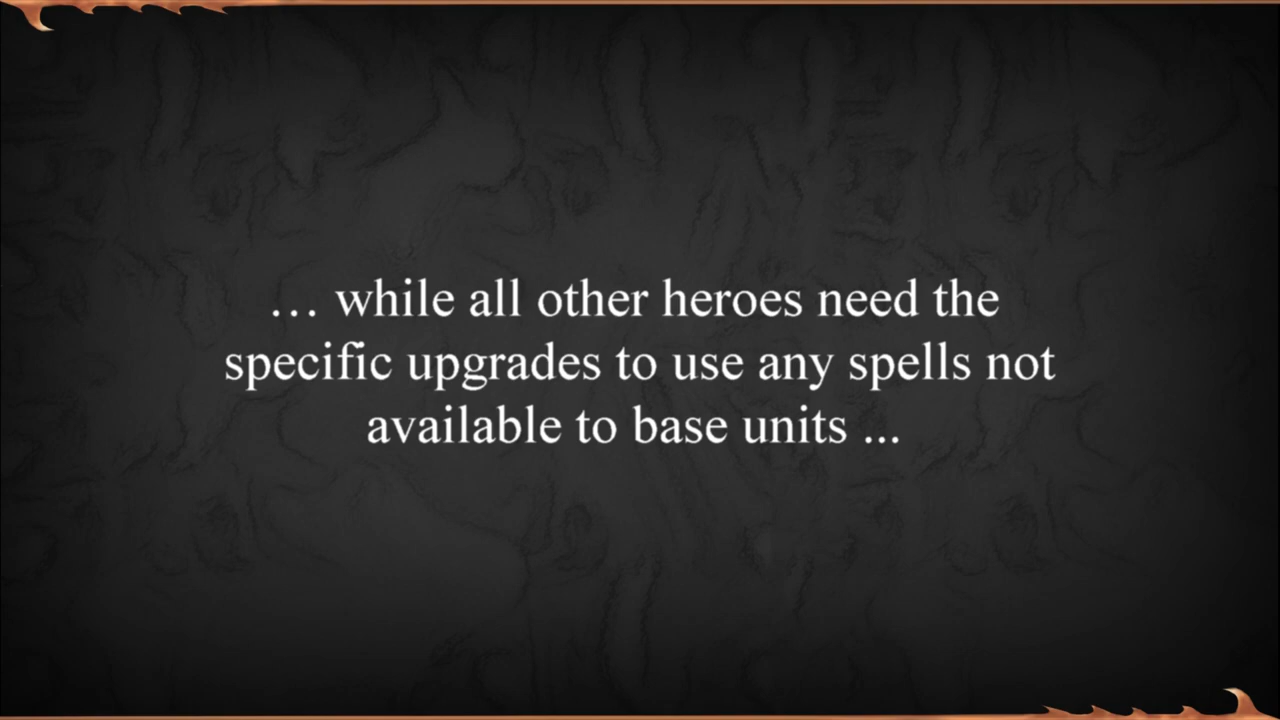 … while all other heroes need the
specific upgrades to use any spells not
available to base units ...